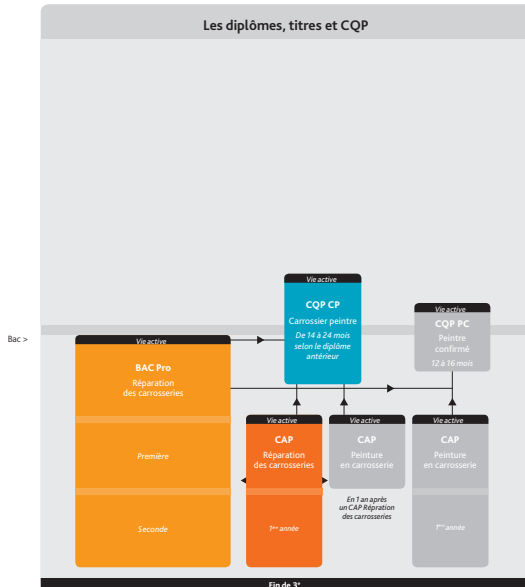 Les diplômes, titres et CQP
Vie active
CQP CP
Carrossier peintre
De 14 à 24 mois
selon le diplôme
antérieur
Vie active
CQP PC
Peintre
confirmé
12 à 16 mois
Bac >
Vie active
BAC Pro
Réparation
des carrosseries
Première
Seconde
Vie active
CAP
Réparation
des carrosseries
1ère année
Vie active
CAP
Peinture
en carrosserie
En 1 an après
un CAP Répration
des carrosseries
Vie active
CAP
Peinture
en carrosserie
1ère année
Fin de 3e